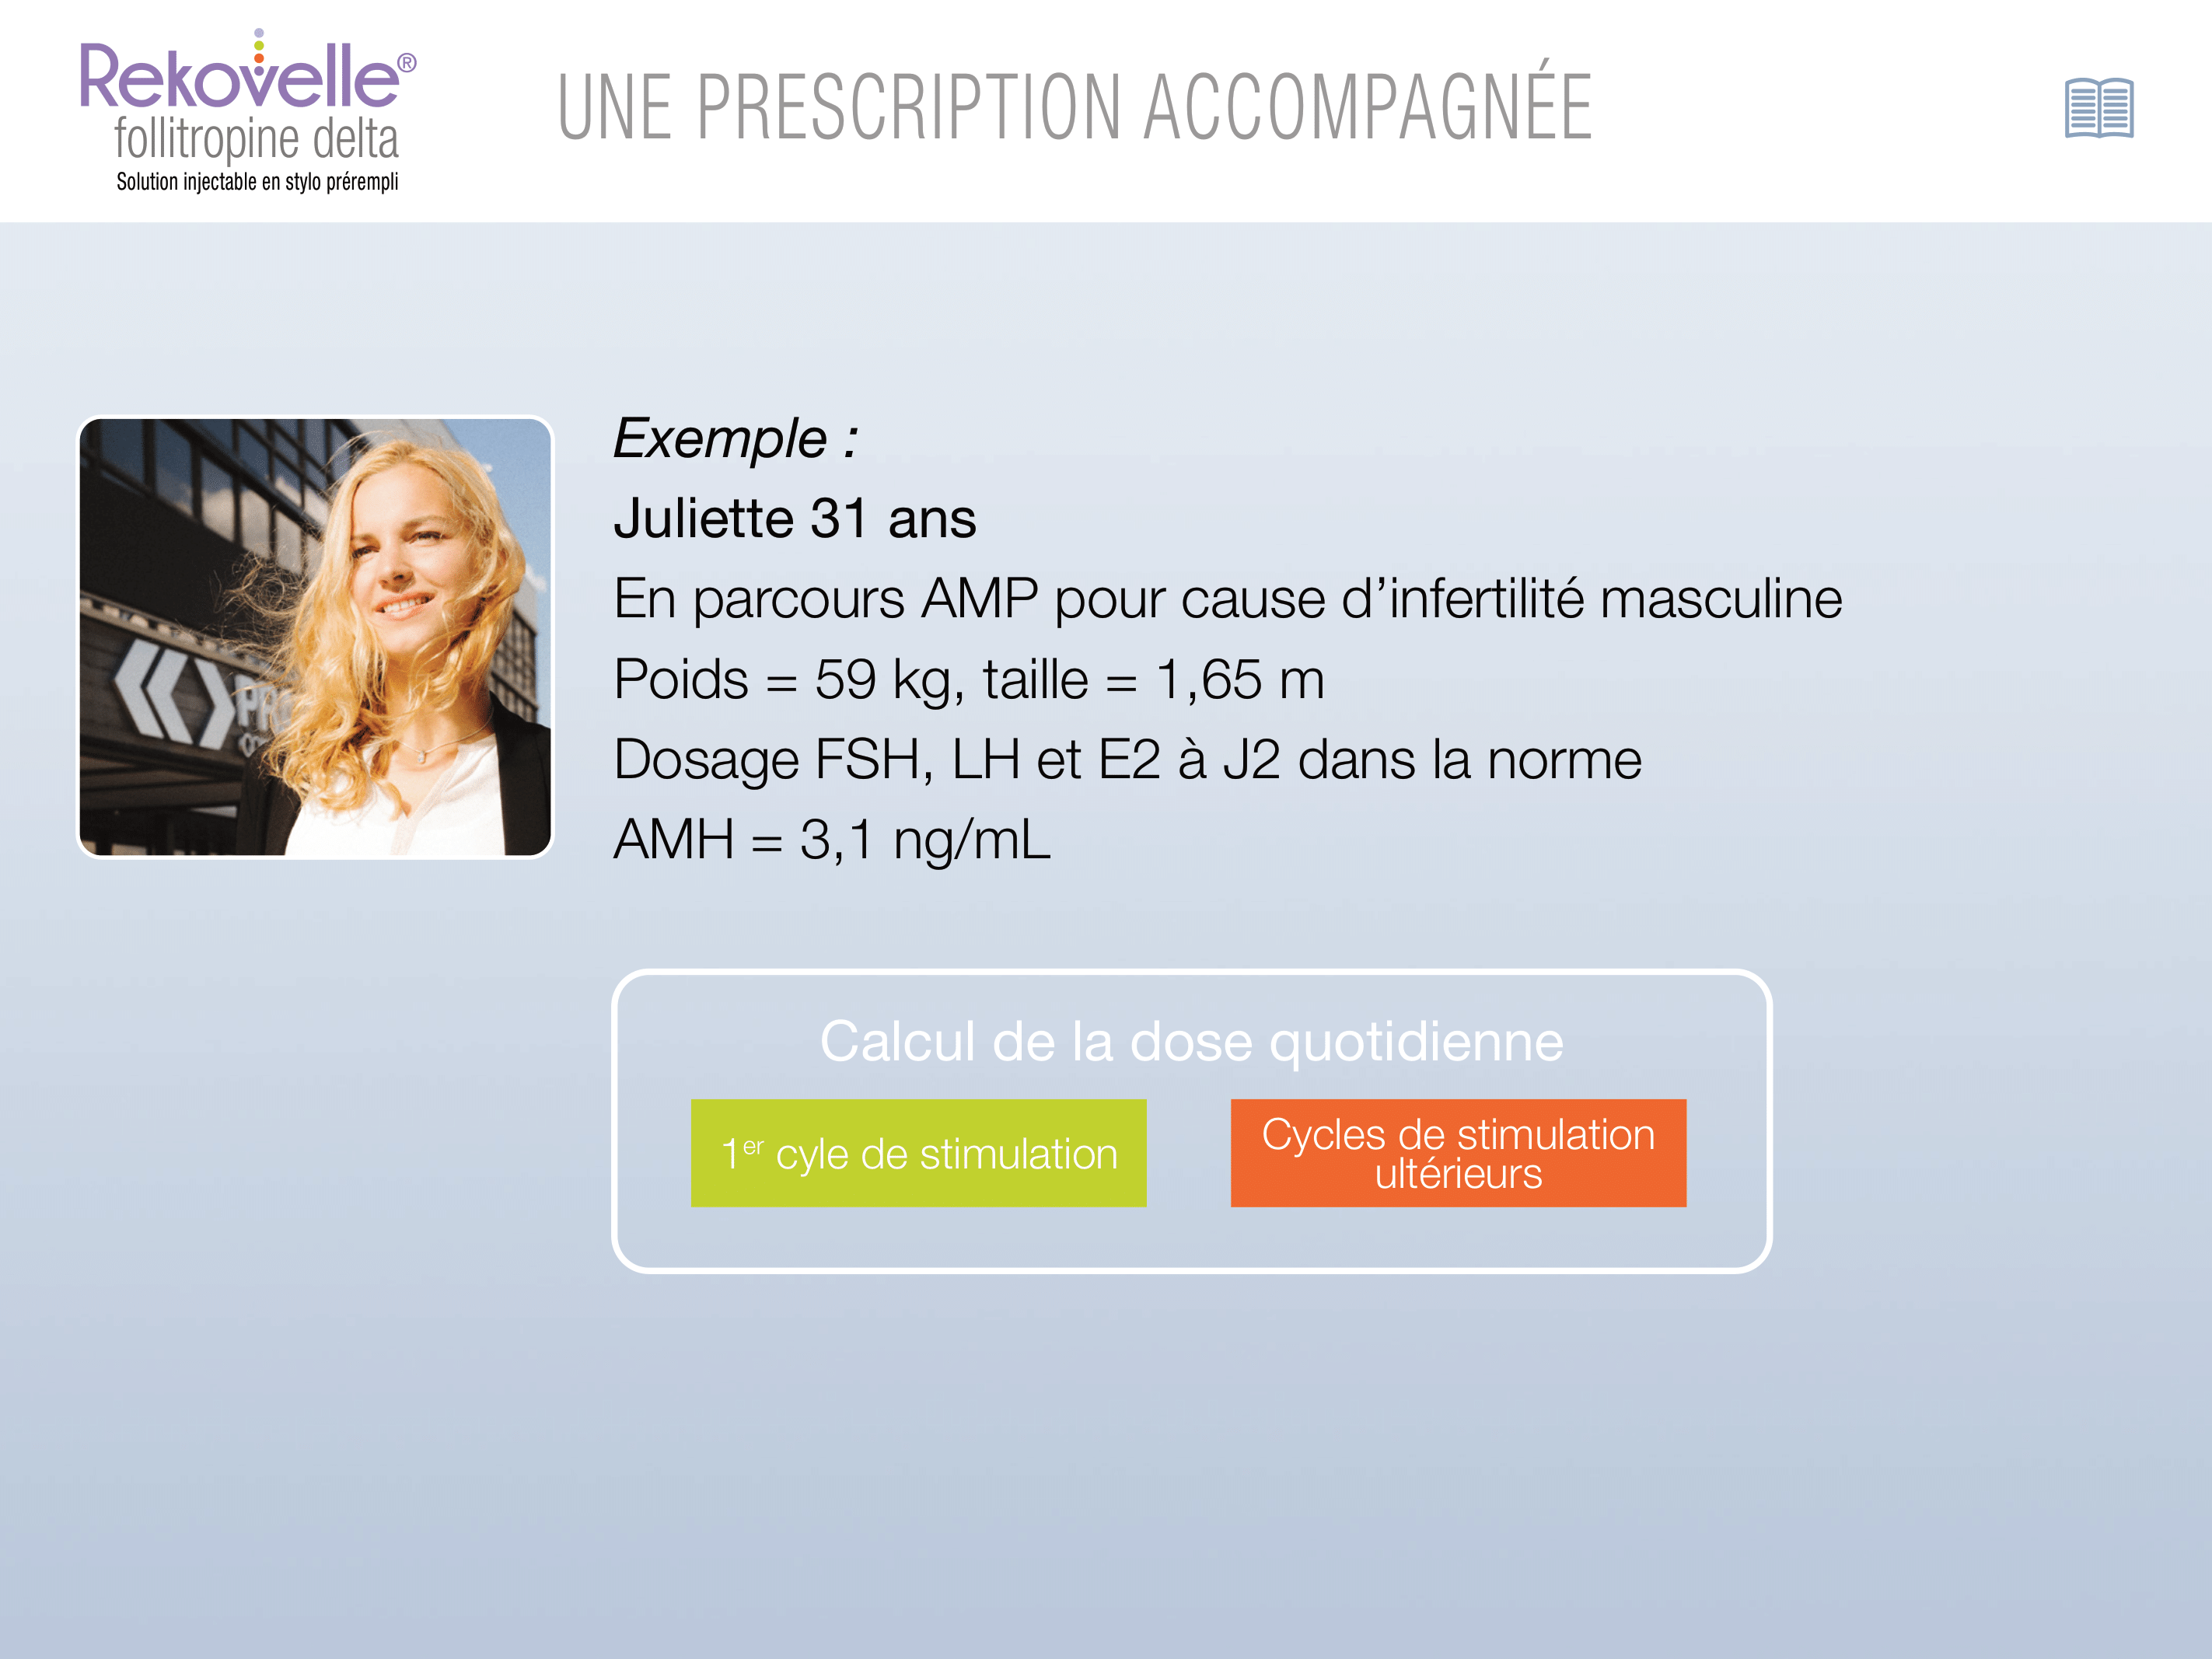 Rekovelle®
follitropine delta
Solution injectable en stylo prérempli
UNE PRESCRIPTION ACCOMPAGNÉE
Exemple :
Juliette 31 ans
En parcours AMP pour cause d’infertilité masculine
Poids = 59 kg, taille = 1,65 m
Dosage FSH, LH et E2 à J2 dans la norme
AMH = 3,1 ng/mL
Calcul de la dose quotidienne
1er cyle de stimulation
Cycles de stimulation
ultérieurs